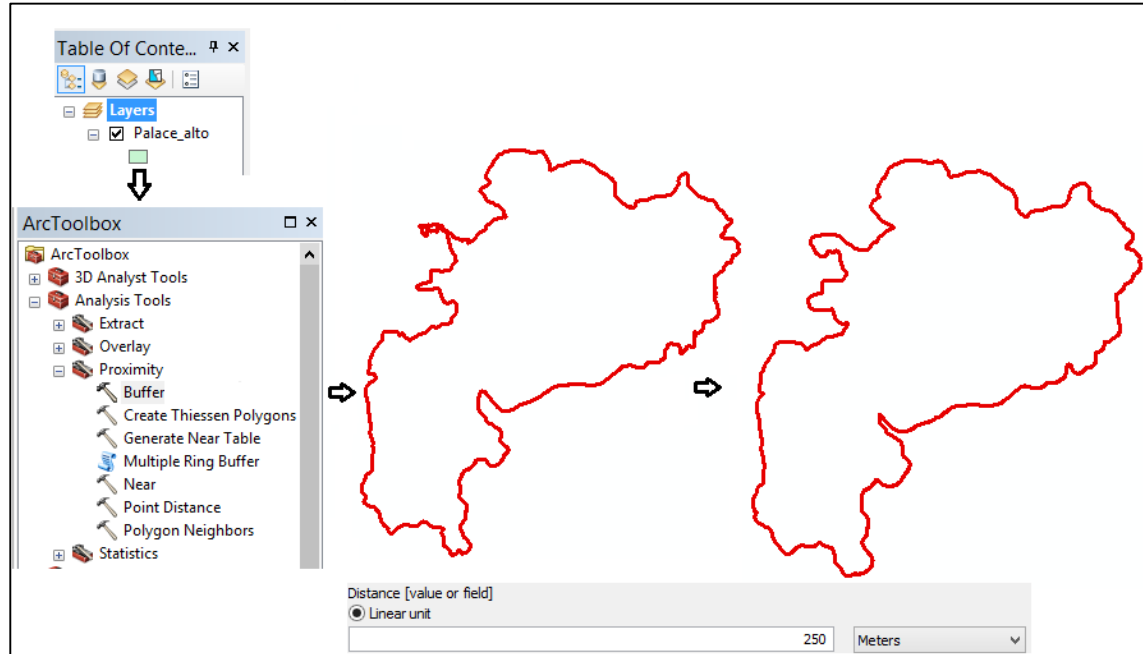 Table Of Conte...
Layers
Palace_alto
ArcToolbox
ArcToolbox
3D Analyst Tools
Analysis Tools
Extract
Overlay
Proximity
Buffer
Create Thiessen Polygons
Generate Near Table
Multiple Ring Buffer
Near
Point Distance
Polygon Neighbors
Statistics
Distance [value or field]
Linear unit
250 Meters